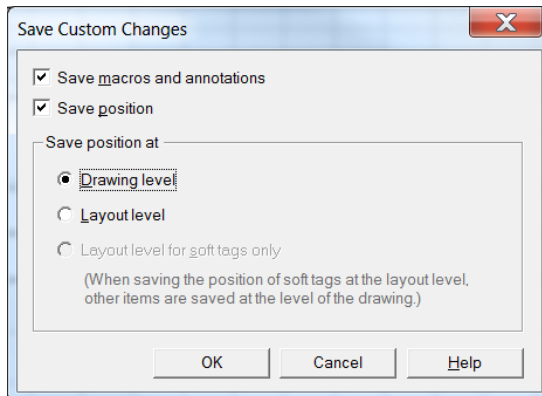 Save Custom Changes
Save macros and annotations
Save position
Save position at
Drawing level
Layout level
Layout level for soft tags only
(When saving the position of soft tags at the layout level,
other items are saved at the level of the drawing.)
OK Cancel Help